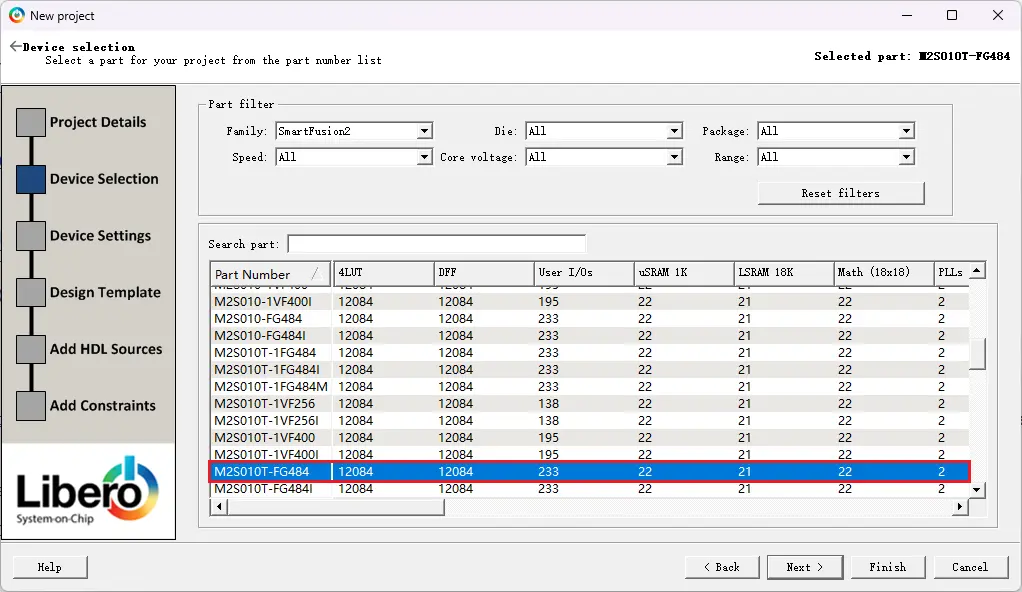 New project
Device selection
Select a part for your project from the part number list
Selected part: M2S010T-FG484
Project Details
Device Selection
Device Settings
Design Template
Add HDL Sources
Add Constraints
Libero
System-on-Chip
Part filter
Family: SmartFusion2 Die: All Package: All
Speed: All Core voltage: All Range: All
Reset filters
Search part:
Part Number 4LUT DFF User I/Os uSRAM 1K LSRAM 18K Math (18x18) PLLs
M2S010-1VF400I 12084 12084 195 22 21 22 2
M2S010-FG484 12084 12084 233 22 21 22 2
M2S010-FG484I 12084 12084 233 22 21 22 2
M2S010T-1FG484 12084 12084 233 22 21 22 2
M2S010T-1FG484I 12084 12084 233 22 21 22 2
M2S010T-1FG484M 12084 12084 233 22 21 22 2
M2S010T-1VF256 12084 12084 138 22 21 22 2
M2S010T-1VF256I 12084 12084 138 22 21 22 2
M2S010T-1VF400 12084 12084 195 22 21 22 2
M2S010T-1VF400I 12084 12084 195 22 21 22 2
M2S010T-FG484 12084 12084 233 22 21 22 2
M2S010T-FG484I 12084 12084 233 22 21 22 2
Help < Back Next > Finish Cancel